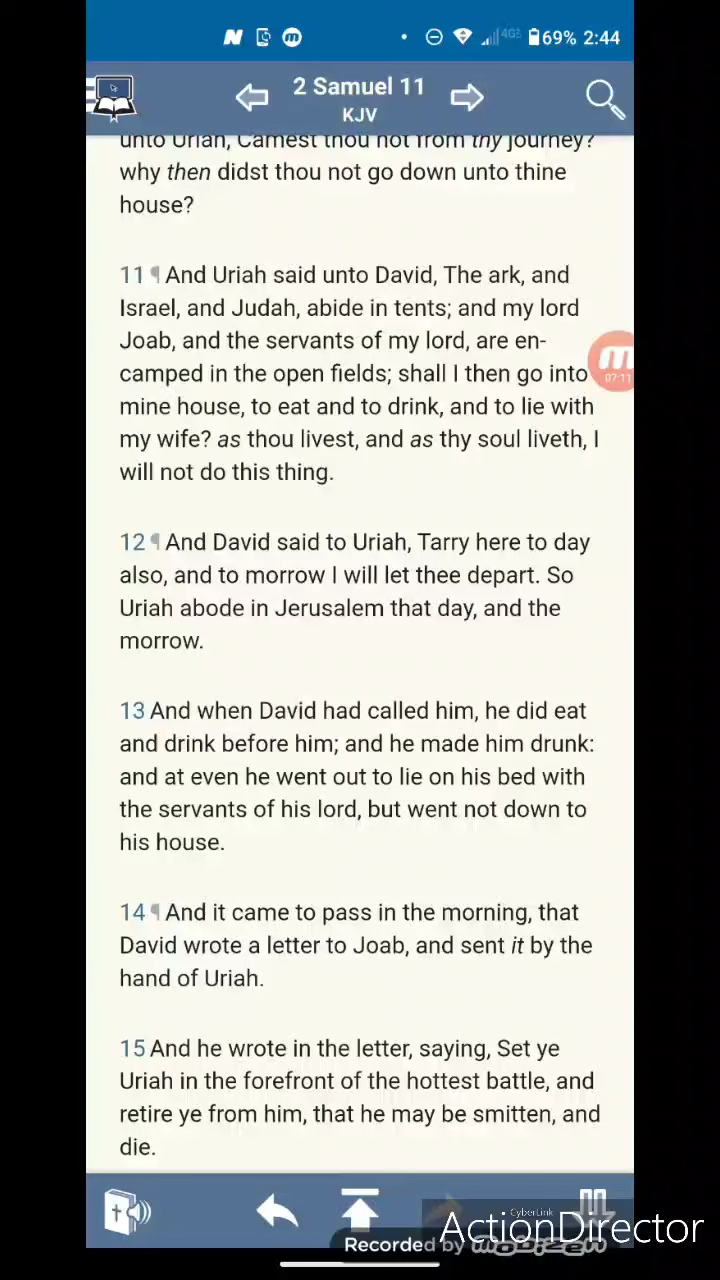 69% 2:44
2 Samuel 11
KJV
unto Uriah, Camest thou not from thy journey?
why then didst thou not go down unto thine
house?
11 ¶ And Uriah said unto David, The ark, and
Israel, and Judah, abide in tents; and my lord
Joab, and the servants of my lord, are en-
camped in the open fields; shall I then go into
mine house, to eat and to drink, and to lie with
my wife? as thou livest, and as thy soul liveth, I
will not do this thing.
07:11
12 ¶ And David said to Uriah, Tarry here to day
also, and to morrow I will let thee depart. So
Uriah abode in Jerusalem that day, and the
morrow.
13 And when David had called him, he did eat
and drink before him; and he made him drunk:
and at even he went out to lie on his bed with
the servants of his lord, but went not down to
his house.
14 ¶ And it came to pass in the morning, that
David wrote a letter to Joab, and sent it by the
hand of Uriah.
15 And he wrote in the letter, saying, Set ye
Uriah in the forefront of the hottest battle, and
retire ye from him, that he may be smitten, and
die.
CyberLink
ActionDirector
Recorded by mobizen